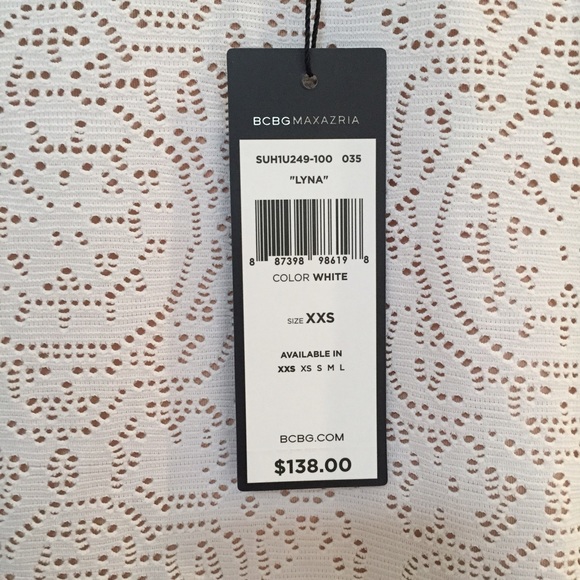 BCBGMAXAZRIA
SUH1U249-100 035
"LYNA"
8 87398 98619 8
COLOR WHITE
SIZE XXS
AVAILABLE IN
XXS XS S M L
BCBG.COM
$138.00